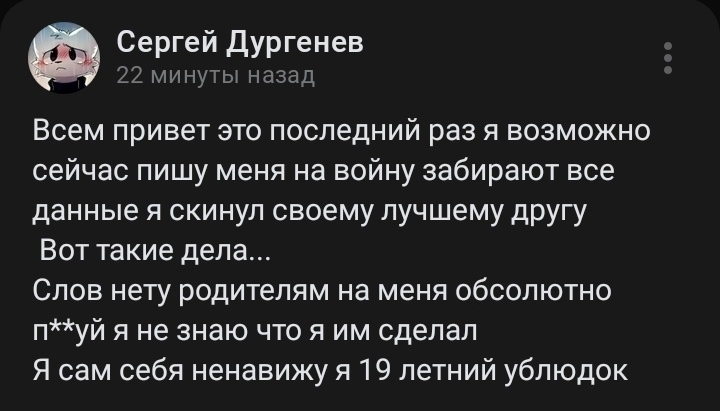 Сергей Дургенев
22 минуты назад
Всем привет это последний раз я возможно
сейчас пишу меня на войну забирают все
данные я скинул своему лучшему другу
Вот такие дела...
Слов нету родителям на меня обсолютно
п**уй я не знаю что я им сделал
Я сам себя ненавижу я 19 летний ублюдок